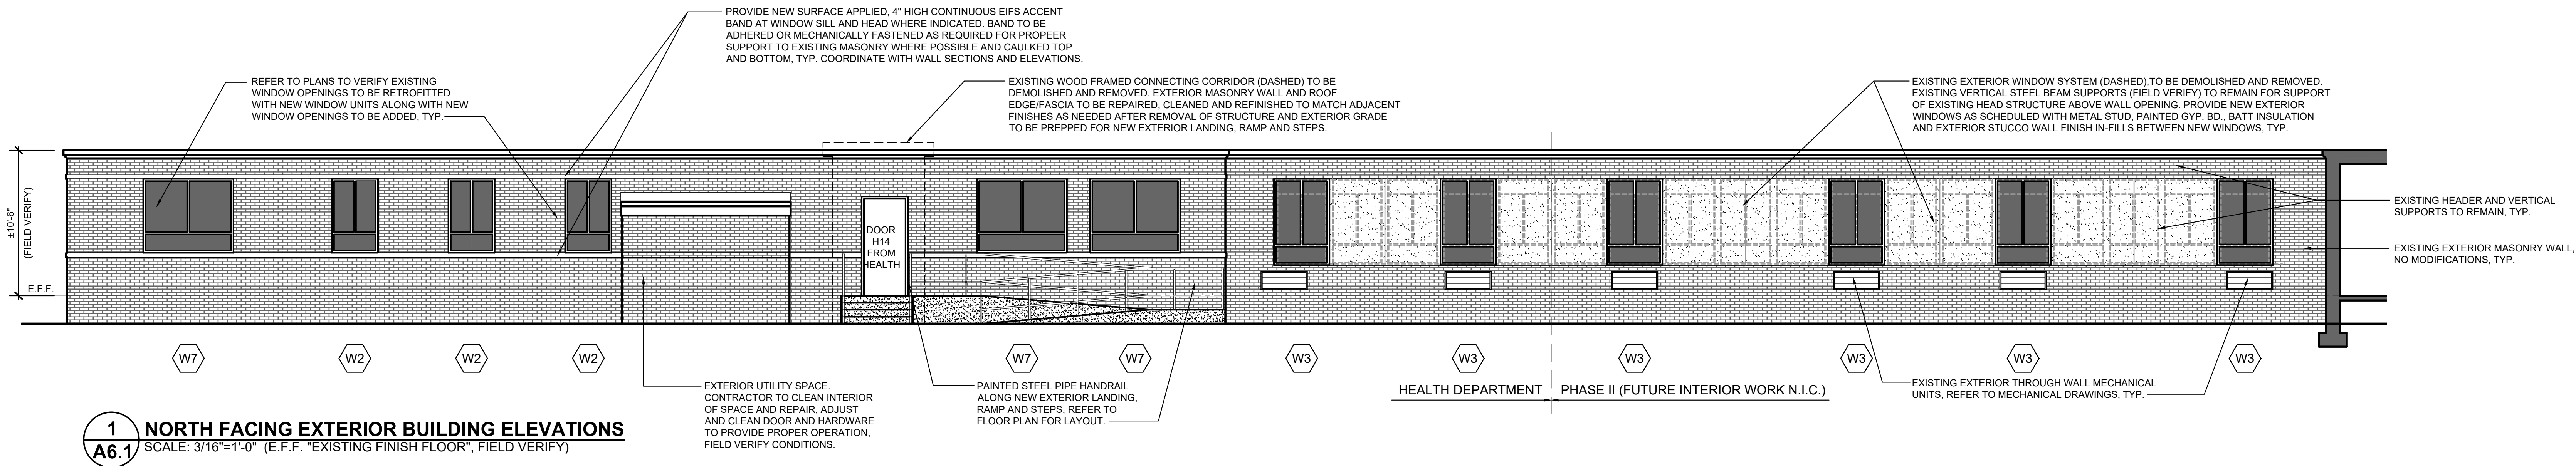 PROVIDE NEW SURFACE APPLIED, 4" HIGH CONTINUOUS EIFS ACCENT
BAND AT WINDOW SILL AND HEAD WHERE INDICATED. BAND TO BE
ADHERED OR MECHANICALLY FASTENED AS REQUIRED FOR PROPEER
SUPPORT TO EXISTING MASONRY WHERE POSSIBLE AND CAULKED TOP
AND BOTTOM, TYP. COORDINATE WITH WALL SECTIONS AND ELEVATIONS.
REFER TO PLANS TO VERIFY EXISTING
WINDOW OPENINGS TO BE RETROFITTED
WITH NEW WINDOW UNITS ALONG WITH NEW
WINDOW OPENINGS TO BE ADDED, TYP.
EXISTING WOOD FRAMED CONNECTING CORRIDOR (DASHED) TO BE
DEMOLISHED AND REMOVED. EXTERIOR MASONRY WALL AND ROOF
EDGE/FASCIA TO BE REPAIRED, CLEANED AND REFINISHED TO MATCH ADJACENT
FINISHES AS NEEDED AFTER REMOVAL OF STRUCTURE AND EXTERIOR GRADE
TO BE PREPPED FOR NEW EXTERIOR LANDING, RAMP AND STEPS.
EXISTING EXTERIOR WINDOW SYSTEM (DASHED),TO BE DEMOLISHED AND REMOVED.
EXISTING VERTICAL STEEL BEAM SUPPORTS (FIELD VERIFY) TO REMAIN FOR SUPPORT
OF EXISTING HEAD STRUCTURE ABOVE WALL OPENING. PROVIDE NEW EXTERIOR
WINDOWS AS SCHEDULED WITH METAL STUD, PAINTED GYP. BD., BATT INSULATION
AND EXTERIOR STUCCO WALL FINISH IN-FILLS BETWEEN NEW WINDOWS, TYP.
±10'-6"
(FIELD VERIFY)
E.F.F.
DOOR
H14
FROM
HEALTH
EXISTING HEADER AND VERTICAL
SUPPORTS TO REMAIN, TYP.
EXISTING EXTERIOR MASONRY WALL,
NO MODIFICATIONS, TYP.
W7
W2
W2
W2
W7
W7
W3
W3
W3
W3
W3
W3
EXTERIOR UTILITY SPACE.
CONTRACTOR TO CLEAN INTERIOR
OF SPACE AND REPAIR, ADJUST
AND CLEAN DOOR AND HARDWARE
TO PROVIDE PROPER OPERATION,
FIELD VERIFY CONDITIONS.
PAINTED STEEL PIPE HANDRAIL
ALONG NEW EXTERIOR LANDING,
RAMP AND STEPS, REFER TO
FLOOR PLAN FOR LAYOUT.
HEALTH DEPARTMENT
PHASE II (FUTURE INTERIOR WORK N.I.C.)
EXISTING EXTERIOR THROUGH WALL MECHANICAL
UNITS, REFER TO MECHANICAL DRAWINGS, TYP.
1
A6.1
NORTH FACING EXTERIOR BUILDING ELEVATIONS
SCALE: 3/16"=1'-0" (E.F.F. "EXISTING FINISH FLOOR", FIELD VERIFY)